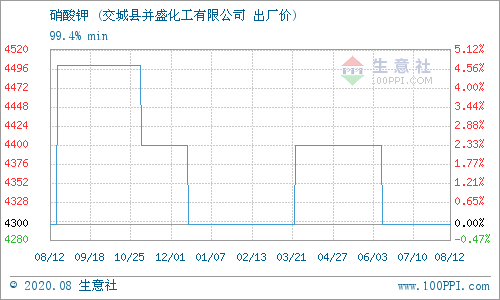 硝酸钾 (交城县并盛化工有限公司 出厂价)
99.4% min
生意社
100PPI.COM
4520 5.12%
4496 4.56%
4472 4.00%
4448 3.44%
4424 2.88%
4400 2.33%
4376 1.77%
4352 1.21%
4328 0.65%
4300 0.00%
4280 -0.47%
08/12 09/18 10/25 12/01 01/07 02/13 03/21 04/27 06/03 07/10 08/12
© 2020.08 生意社 www.100PPI.COM